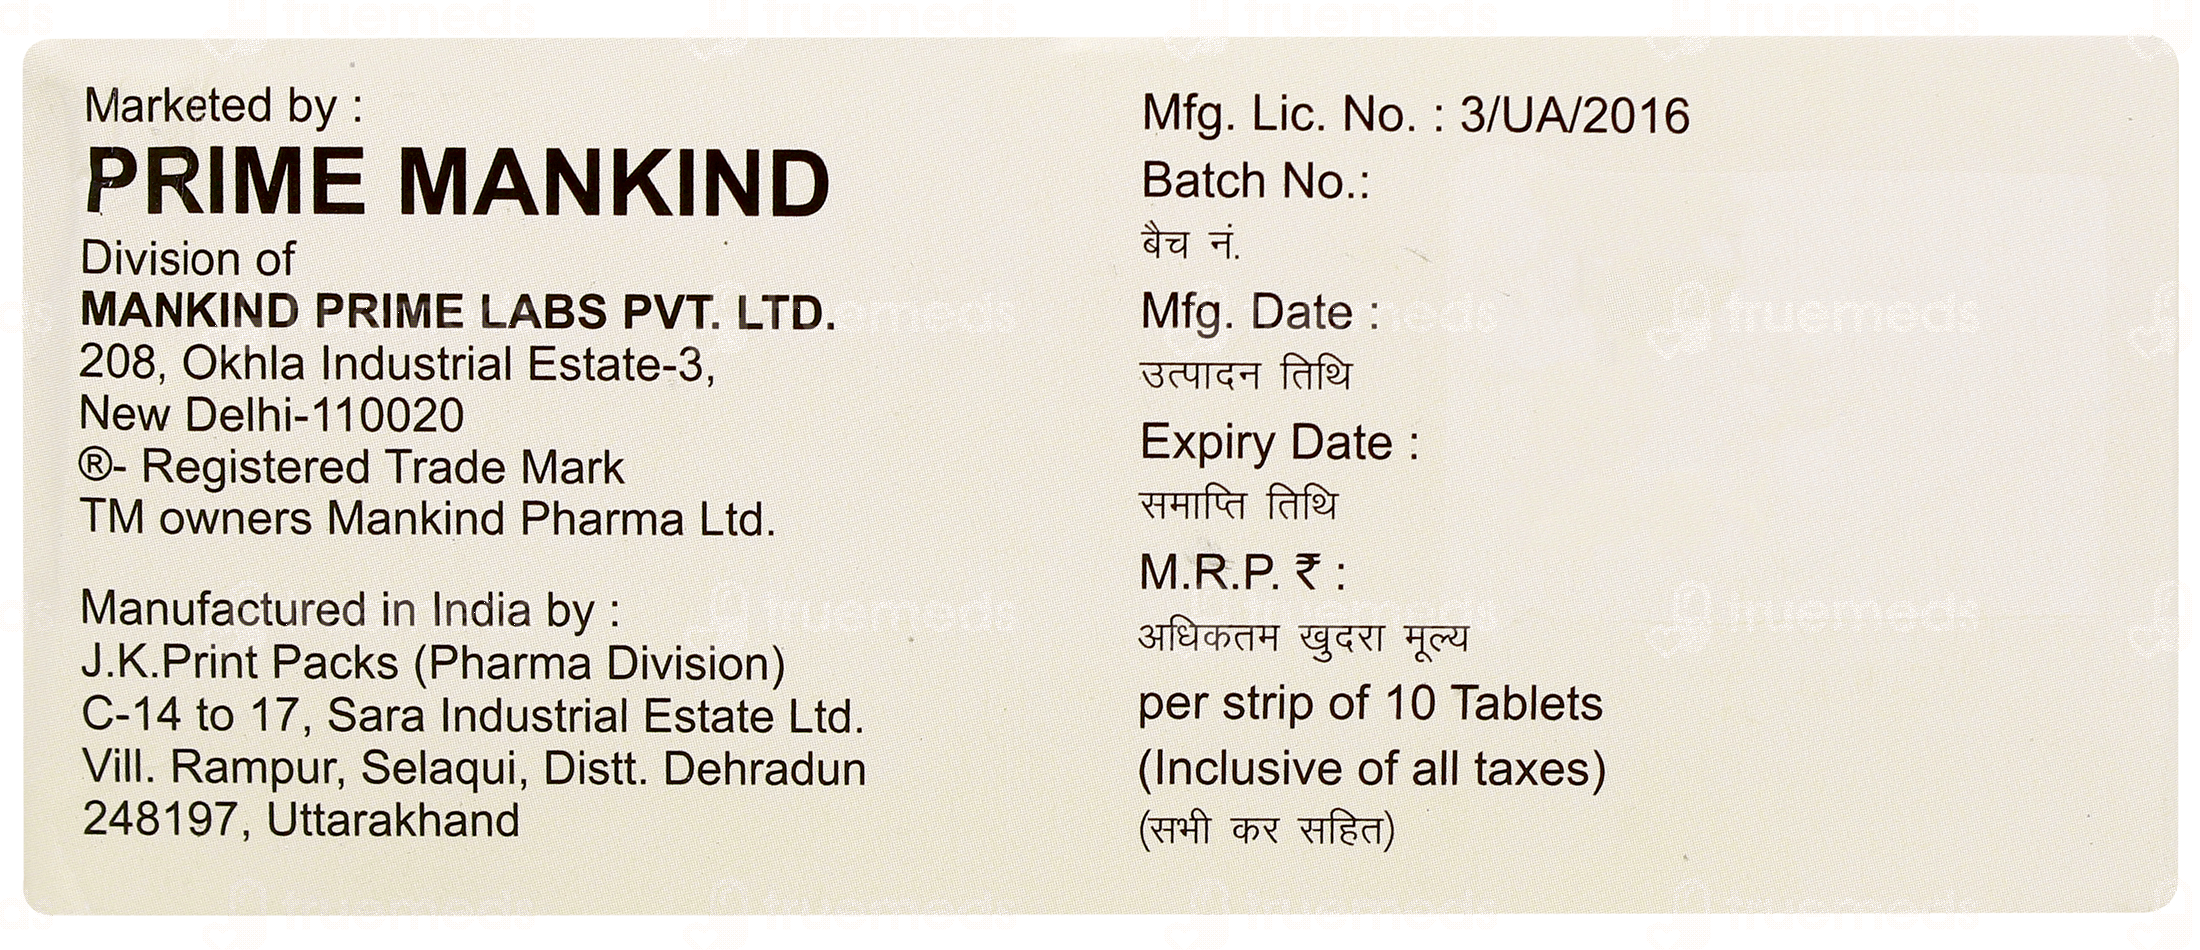 Marketed by :
PRIME MANKIND
Division of
MANKIND PRIME LABS PVT. LTD.
208, Okhla Industrial Estate-3,
New Delhi-110020
®- Registered Trade Mark
TM owners Mankind Pharma Ltd.
Manufactured in India by :
J.K.Print Packs (Pharma Division)
C-14 to 17, Sara Industrial Estate Ltd.
Vill. Rampur, Selaqui, Distt. Dehradun
248197, Uttarakhand
Mfg. Lic. No. : 3/UA/2016
Batch No.:
बैच नं.
Mfg. Date :
उत्पादन तिथि
Expiry Date :
समाप्ति तिथि
M.R.P. ₹ :
अधिकतम खुदरा मूल्य
per strip of 10 Tablets
(Inclusive of all taxes)
(सभी कर सहित)
truemeds